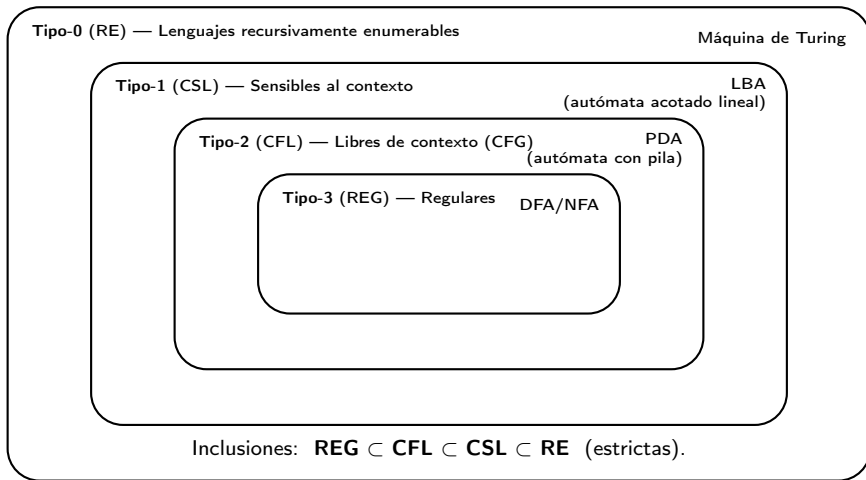 Tipo-0 (RE) — Lenguajes recursivamente enumerables
Máquina de Turing
Tipo-1 (CSL) — Sensibles al contexto
LBA
(autómata acotado lineal)
Tipo-2 (CFL) — Libres de contexto (CFG)
PDA
(autómata con pila)
Tipo-3 (REG) — Regulares
DFA/NFA
Inclusiones: REG ⊂ CFL ⊂ CSL ⊂ RE (estrictas).